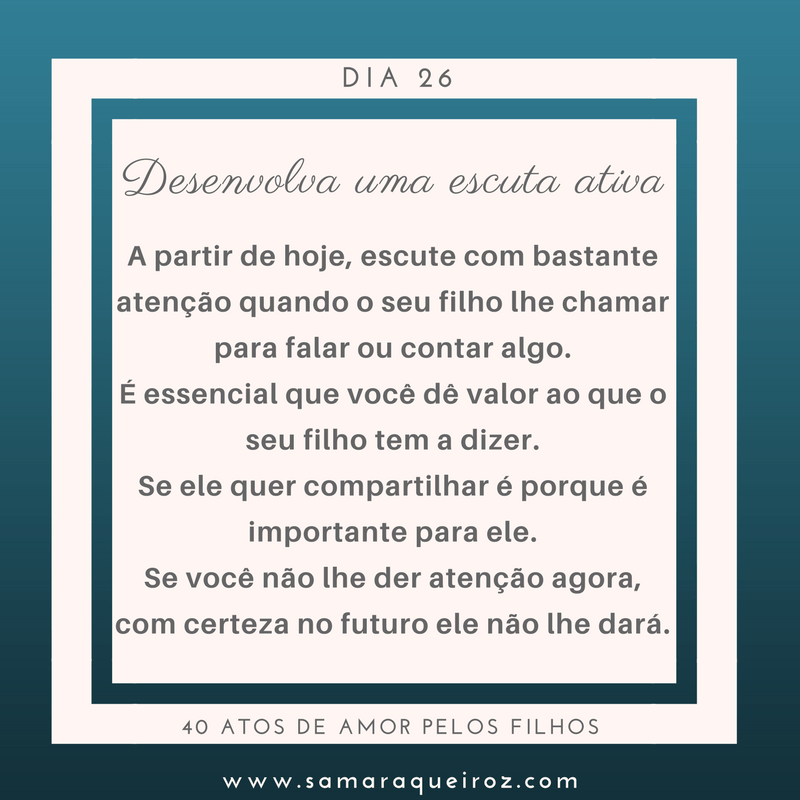 DIA 26
Desenvolva uma escuta ativa
A partir de hoje, escute com bastante
atenção quando o seu filho lhe chamar
para falar ou contar algo.
É essencial que você dê valor ao que o
seu filho tem a dizer.
Se ele quer compartilhar é porque é
importante para ele.
Se você não lhe der atenção agora,
com certeza no futuro ele não lhe dará.
40 ATOS DE AMOR PELOS FILHOS
www.samaraqueiroz.com